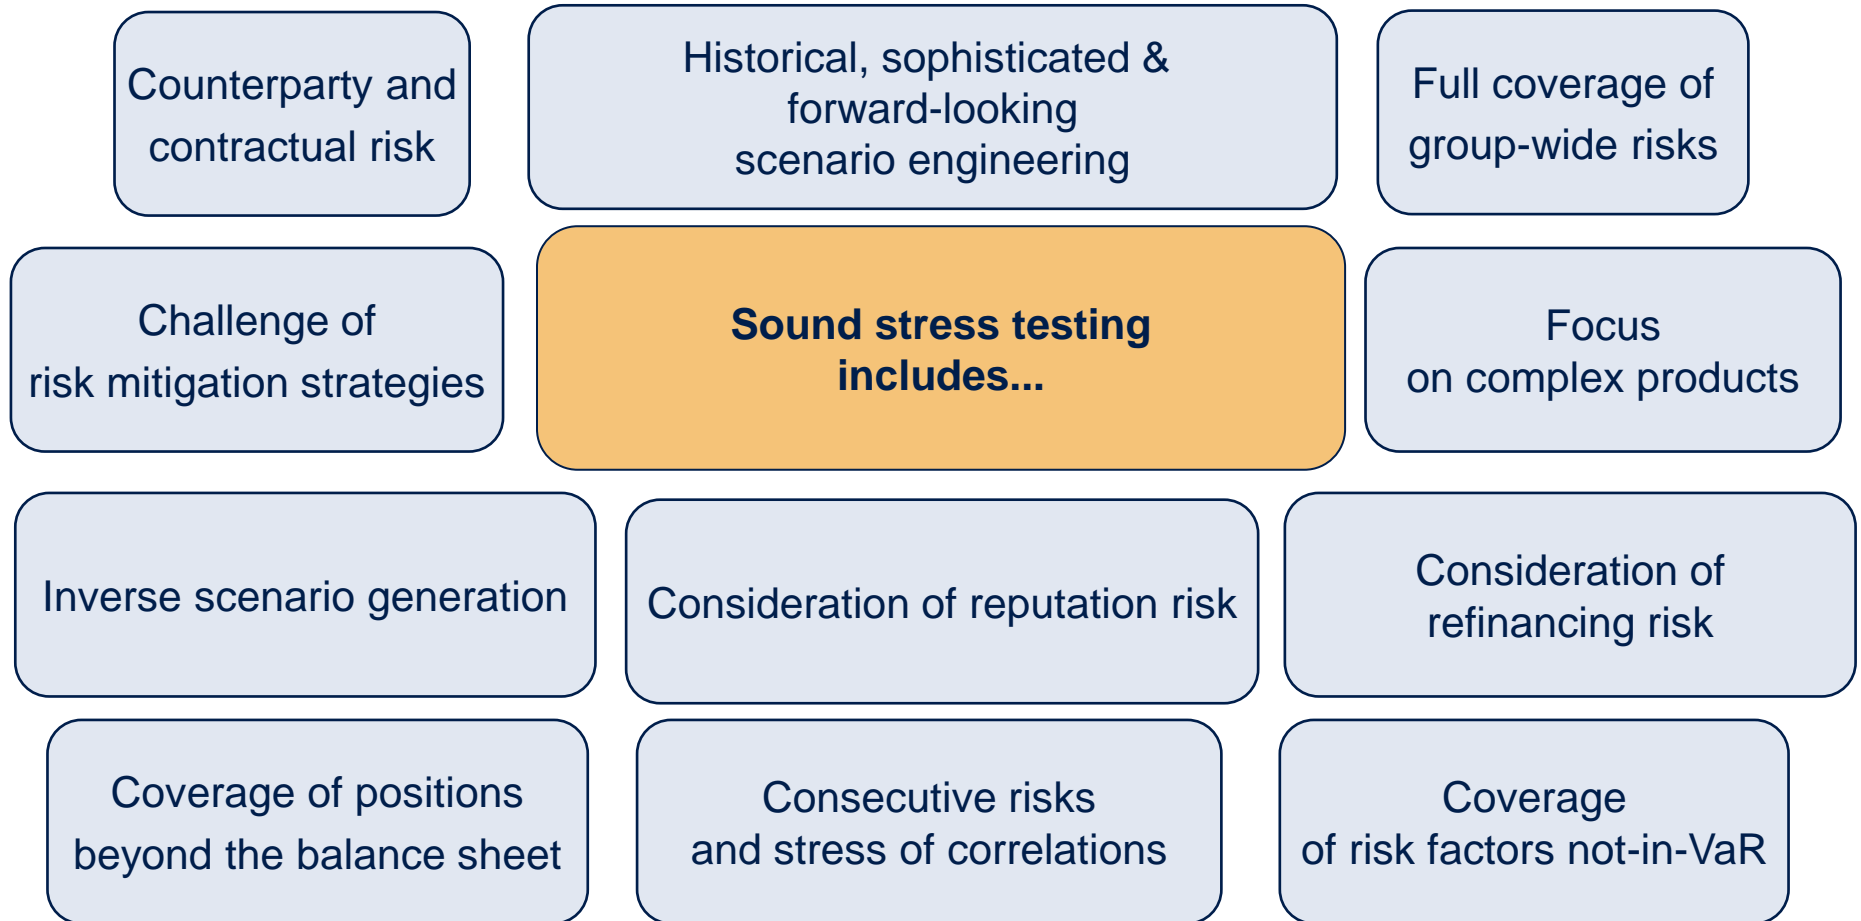 Counterparty and
contractual risk
Historical, sophisticated &
forward-looking
scenario engineering
Full coverage of
group-wide risks
Challenge of
risk mitigation strategies
Sound stress testing
includes...
Focus
on complex products
Inverse scenario generation
Consideration of reputation risk
Consideration of
refinancing risk
Coverage of positions
beyond the balance sheet
Consecutive risks
and stress of correlations
Coverage
of risk factors not-in-VaR